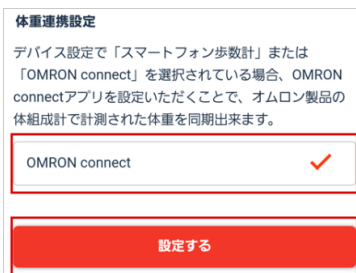 体重連携設定
デバイス設定で「スマートフォン歩数計」または
「OMRON connect」を選択されている場合、OMRON
connectアプリを設定いただくことで、オムロン製品の
体組成計で計測された体重を同期出来ます。
OMRON connect
設定する